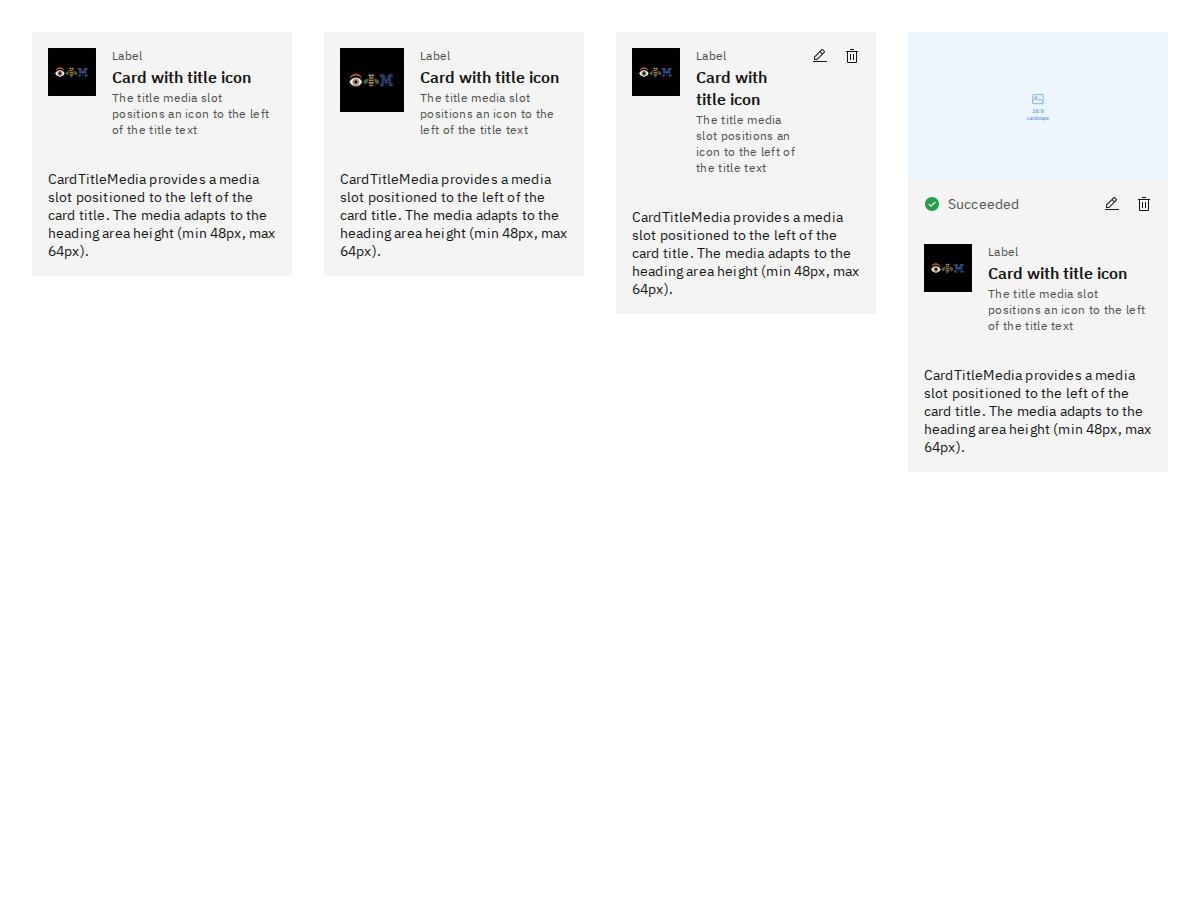 Label
Card with title icon
The title media slot
positions an icon to the left
of the title text
CardTitleMedia provides a media
slot positioned to the left of the
card title. The media adapts to the
heading area height (min 48px, max
64px).
Label
Card with title icon
The title media slot
positions an icon to the
left of the title text
CardTitleMedia provides a media
slot positioned to the left of the
card title. The media adapts to the
heading area height (min 48px, max
64px).
Label
Card with
title icon
The title media
slot positions an
icon to the left of
the title text
CardTitleMedia provides a media
slot positioned to the left of the
card title. The media adapts to the
heading area height (min 48px, max
64px).
16:9
Landscape
Succeeded
Label
Card with title icon
The title media slot
positions an icon to the left
of the title text
CardTitleMedia provides a media
slot positioned to the left of the
card title. The media adapts to the
heading area height (min 48px, max
64px).